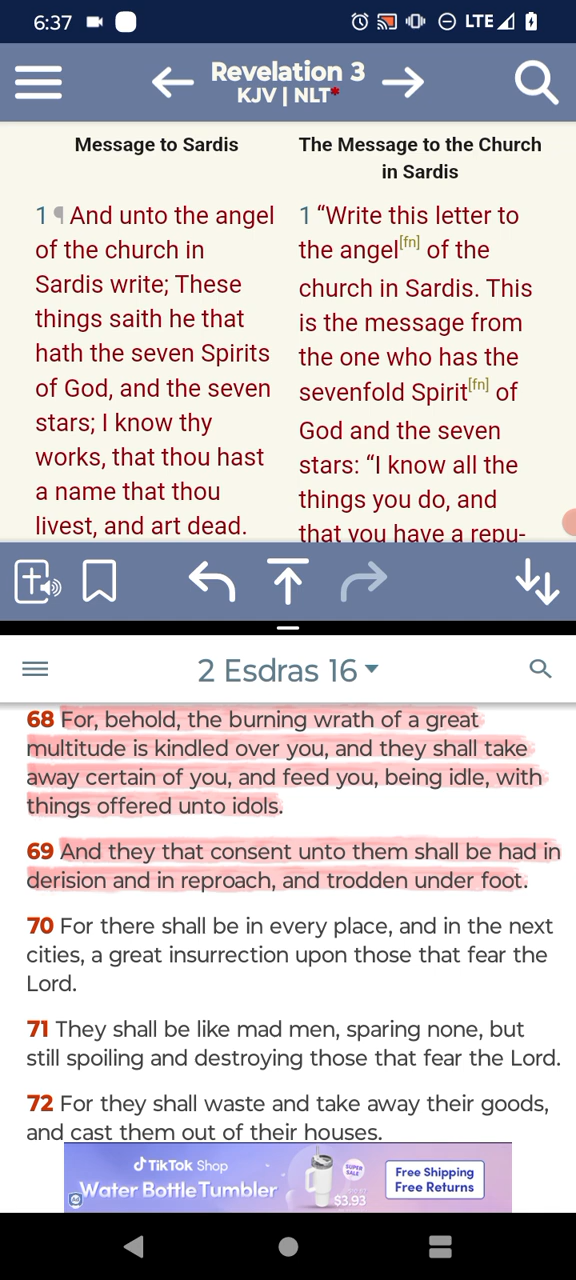 6:37
LTE
Revelation 3
KJV | NLT*
Message to Sardis
1 ¶ And unto the angel
of the church in
Sardis write; These
things saith he that
hath the seven Spirits
of God, and the seven
stars; I know thy
works, that thou hast
a name that thou
livest, and art dead.
The Message to the Church
in Sardis
1 “Write this letter to
the angel[fn] of the
church in Sardis. This
is the message from
the one who has the
sevenfold Spirit[fn] of
God and the seven
stars: “I know all the
things you do, and
that you have a repu-
2 Esdras 16
68 For, behold, the burning wrath of a great
multitude is kindled over you, and they shall take
away certain of you, and feed you, being idle, with
things offered unto idols.
69 And they that consent unto them shall be had in
derision and in reproach, and trodden under foot.
70 For there shall be in every place, and in the next
cities, a great insurrection upon those that fear the
Lord.
71 They shall be like mad men, sparing none, but
still spoiling and destroying those that fear the Lord.
72 For they shall waste and take away their goods,
and cast them out of their houses.
TikTok Shop
Water Bottle Tumbler
Ad
SUPER
SALE
$3.93
Free Shipping
Free Returns